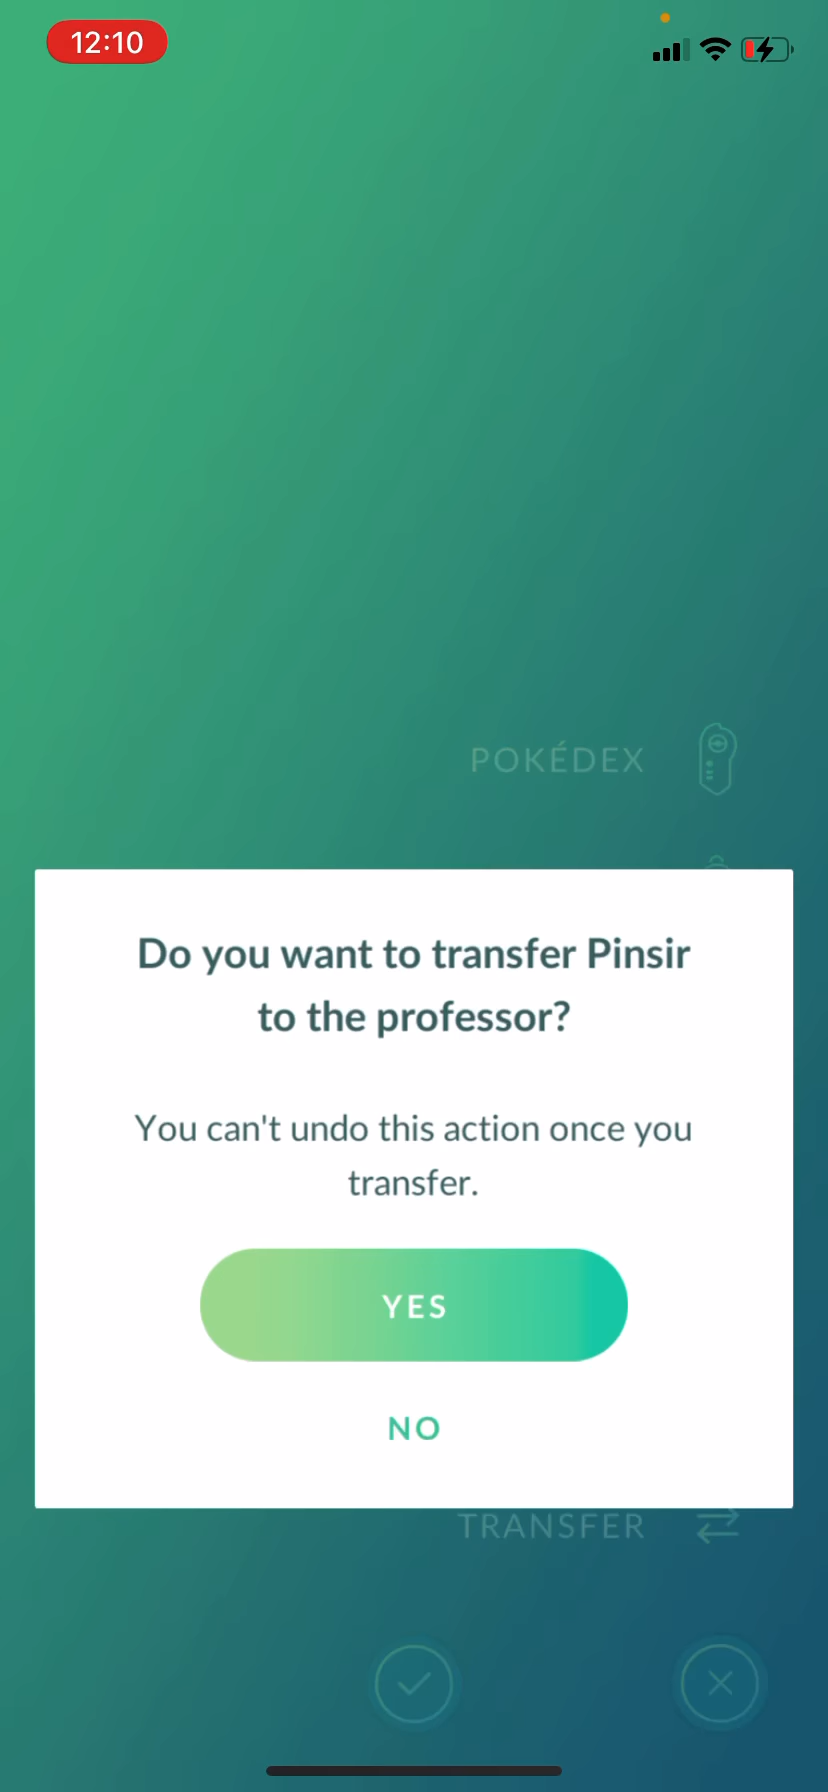 12:10
POKÉDEX
Do you want to transfer Pinsir
to the professor?
You can't undo this action once you
transfer.
YES
NO
TRANSFER